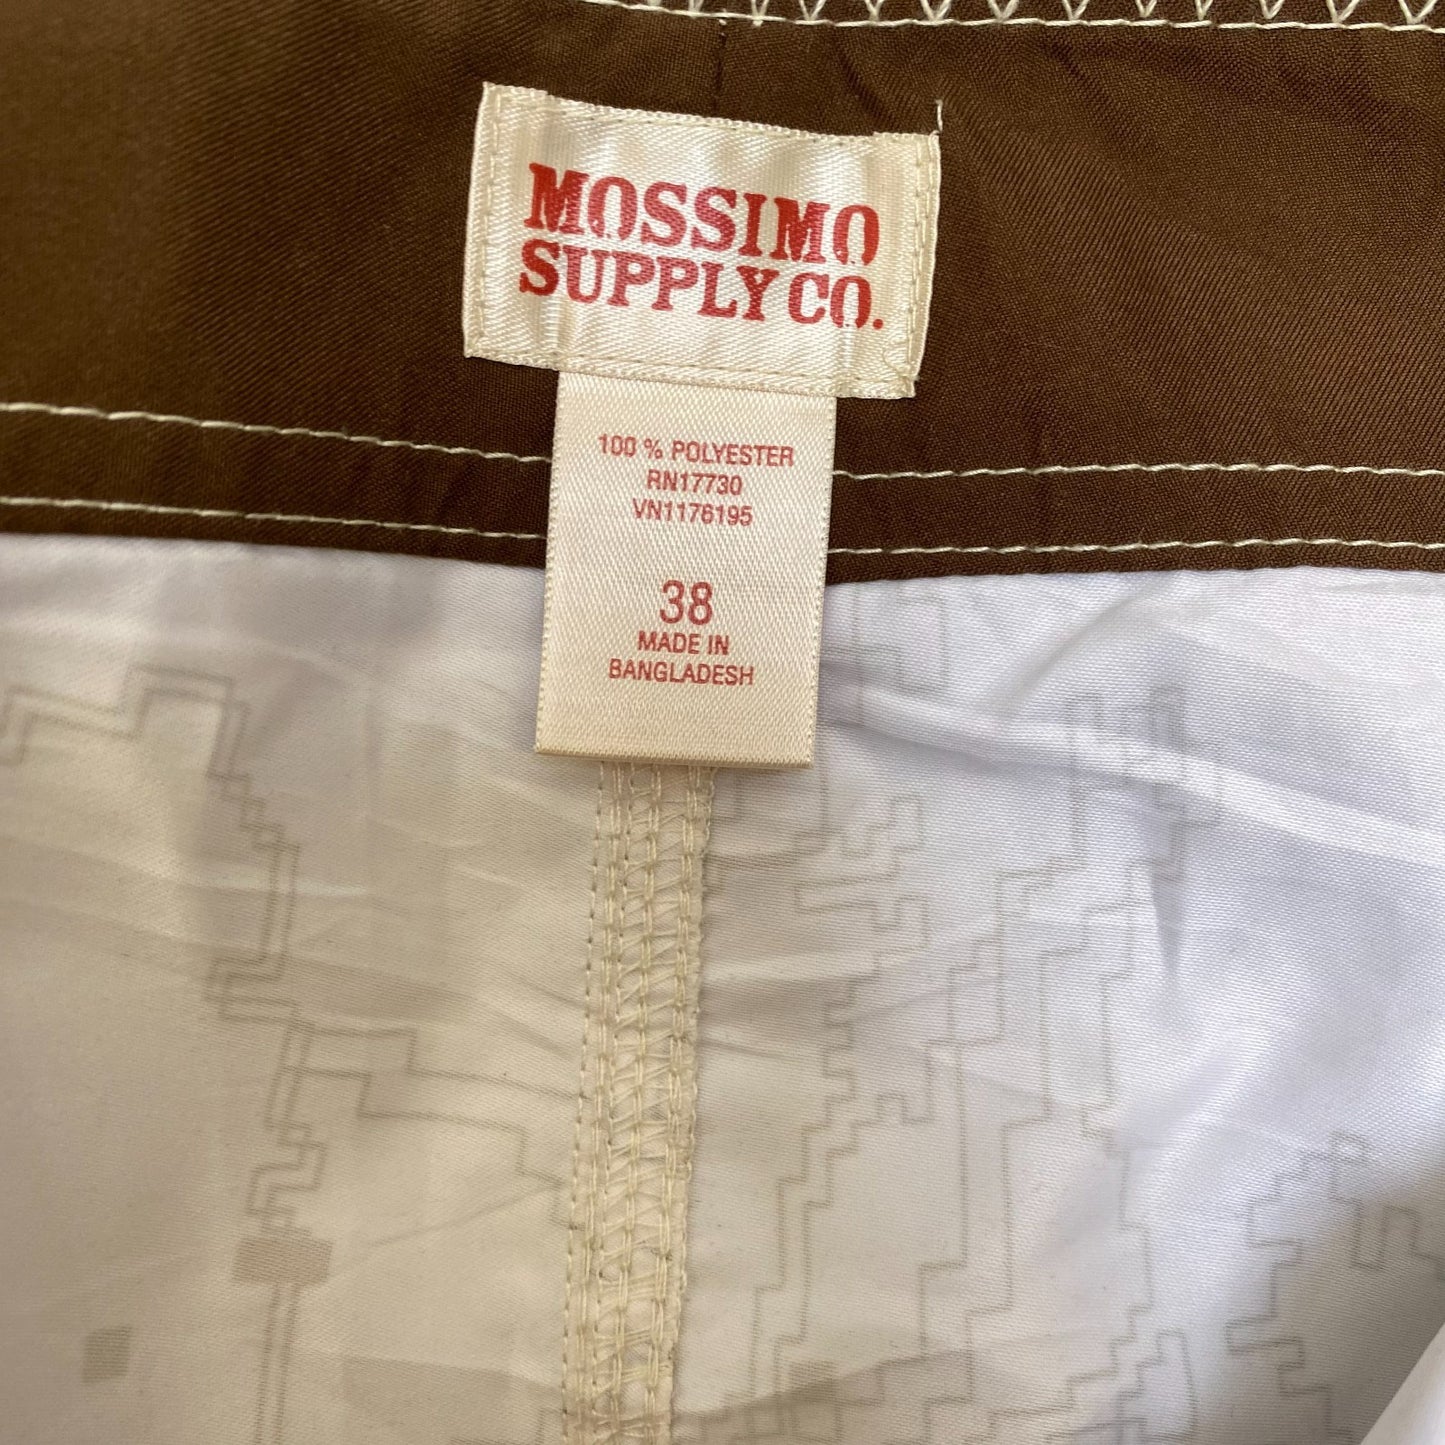 MOSSIMO
SUPPLY CO.
100 % POLYESTER
RN17730
VN1176195
38
MADE IN
BANGLADESH